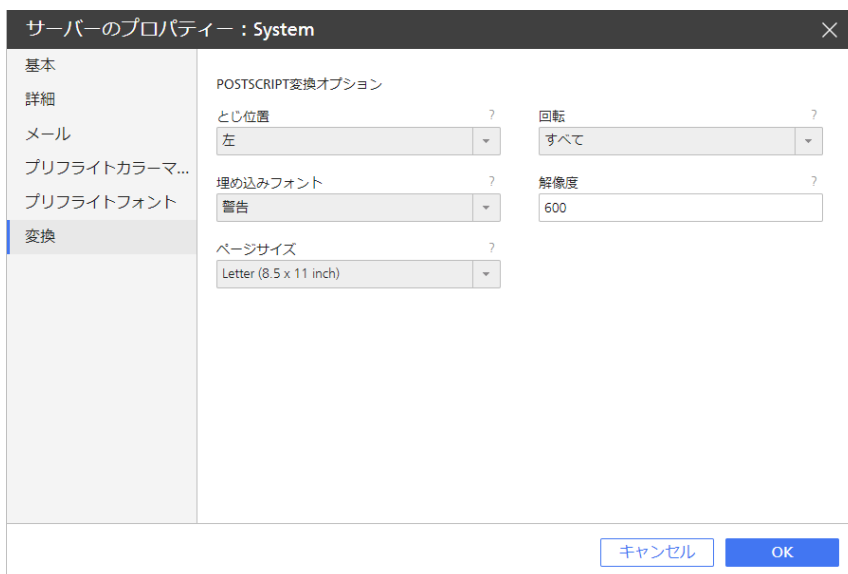 サーバーのプロパティー：System
基本
詳細
メール
プリフライトカラーマ...
プリフライトフォント
変換
POSTSCRIPT変換オプション
とじ位置 ?
左
回転 ?
すべて
埋め込みフォント ?
警告
解像度 ?
600
ページサイズ ?
Letter (8.5 x 11 inch)
キャンセル
OK